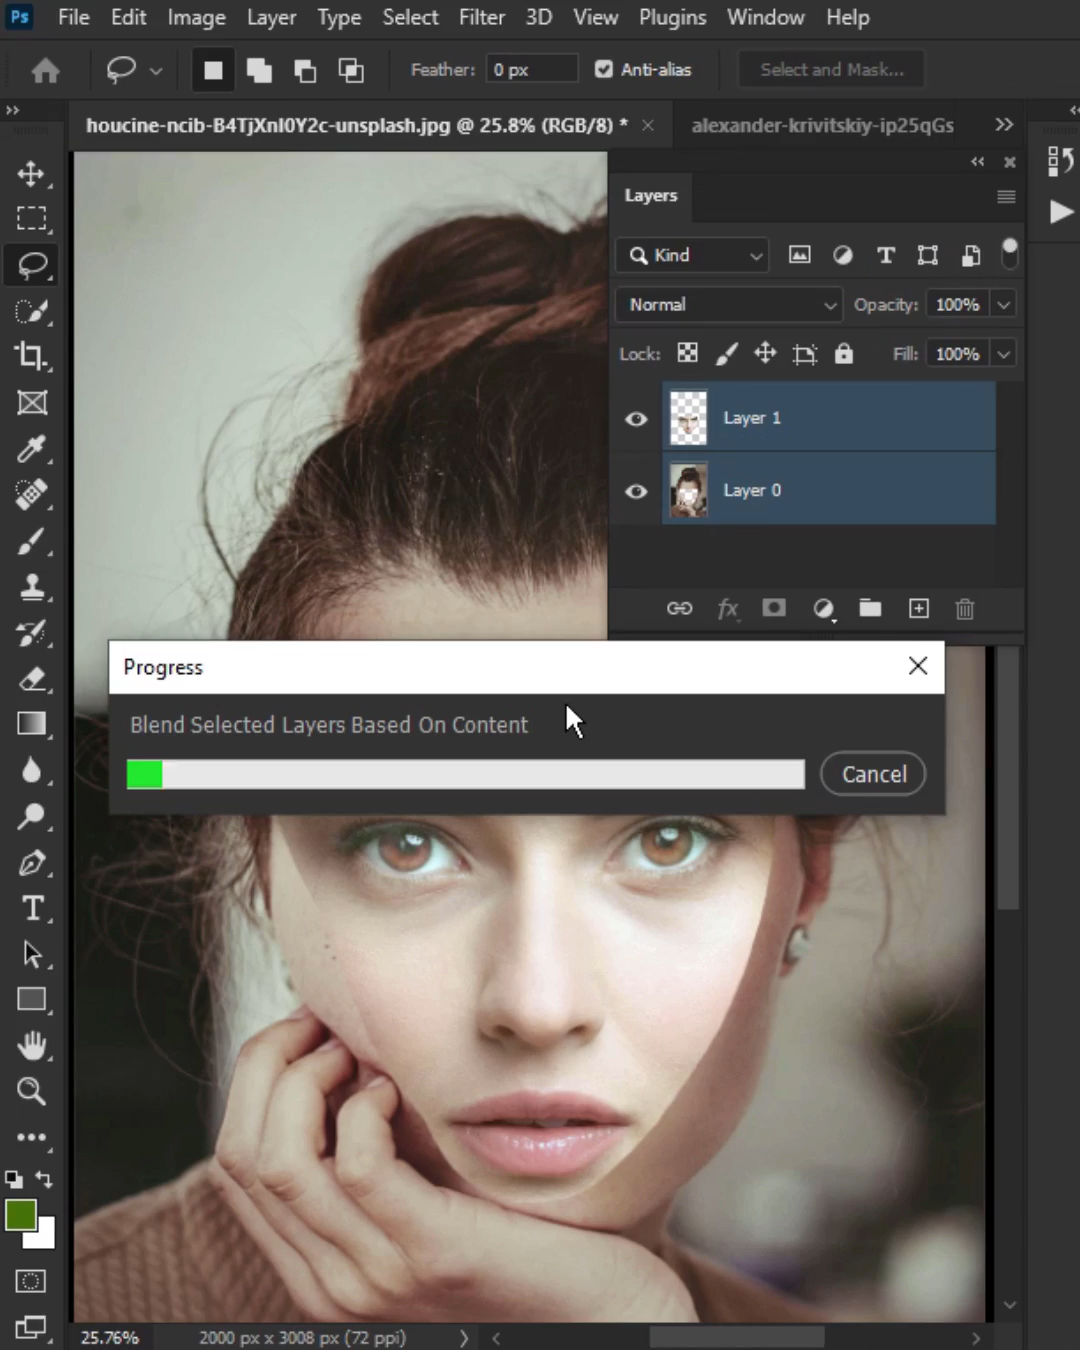 Ps File Edit Image Layer Type Select Filter 3D View Plugins Window Help
Feather: 0 px Anti-alias Select and Mask...
houcine-ncib-B4TjXnI0Y2c-unsplash.jpg @ 25.8% (RGB/8) * alexander-krivitskiy-ip25qGs
Layers
Kind
Normal Opacity: 100%
Lock: Fill: 100%
Layer 1
Layer 0
fx
Progress
Blend Selected Layers Based On Content
Cancel
25.76% 2000 px x 3008 px (72 ppi)